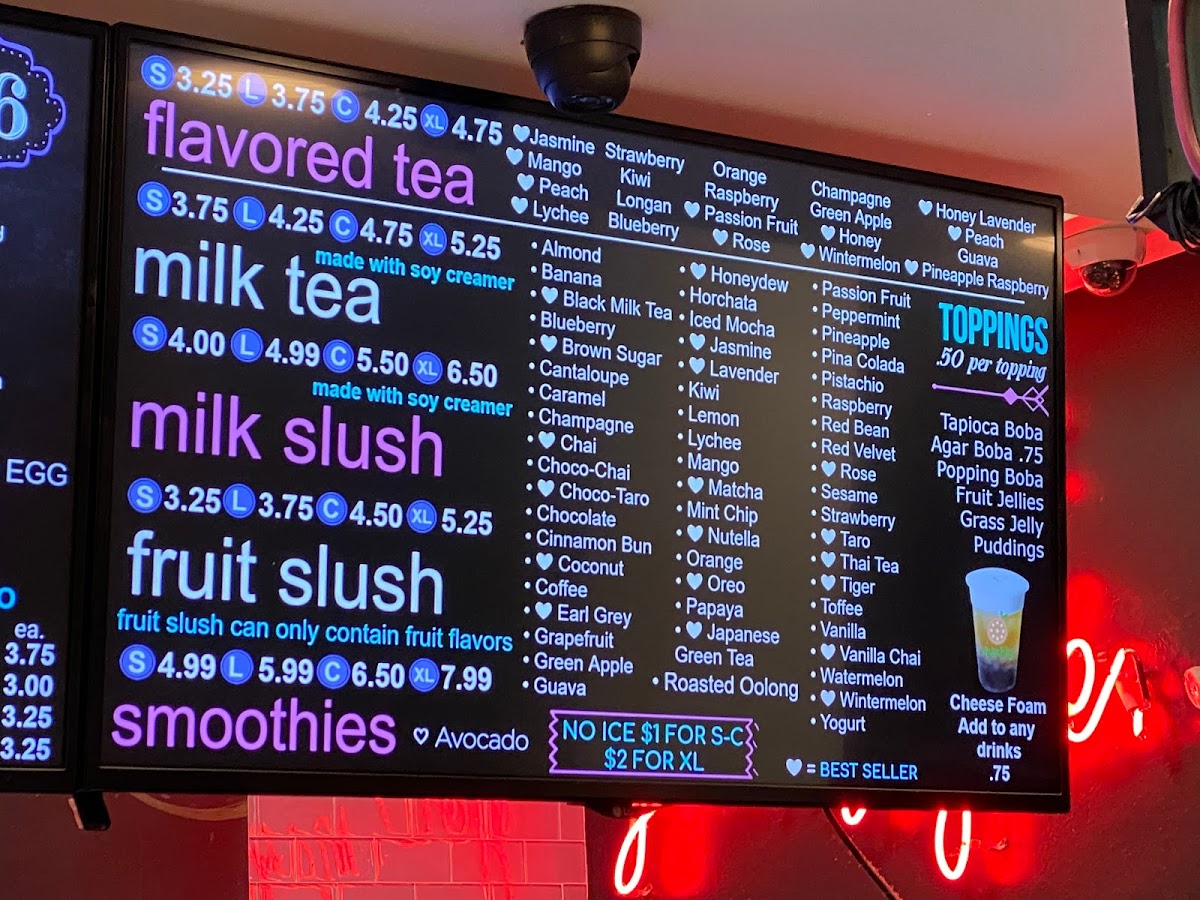 6
EGG
ea.
3.75
3.00
3.25
3.25
S 3.25 L 3.75 C 4.25 XL 4.75
flavored tea
♥Jasmine
♥ Mango
♥ Peach
♥ Lychee
Strawberry
Kiwi
Longan
Blueberry
Orange
Raspberry
♥ Passion Fruit
♥ Rose
Champagne
Green Apple
♥ Honey
♥ Wintermelon
♥ Honey Lavender
♥ Peach
Guava
♥ Pineapple Raspberry
S 3.75 L 4.25 C 4.75 XL 5.25
milk tea
made with soy creamer
S 4.00 L 4.99 C 5.50 XL 6.50
made with soy creamer
milk slush
S 3.25 L 3.75 C 4.50 XL 5.25
fruit slush
fruit slush can only contain fruit flavors
S 4.99 L 5.99 C 6.50 XL 7.99
smoothies
♡ Avocado
• Almond
• Banana
• ♥ Black Milk Tea
• Blueberry
• ♥ Brown Sugar
• Cantaloupe
• Caramel
• Champagne
• ♥ Chai
• Choco-Chai
• ♥ Choco-Taro
• Chocolate
• Cinnamon Bun
• ♥ Coconut
• Coffee
• ♥ Earl Grey
• Grapefruit
• Green Apple
• Guava
• ♥ Honeydew
• Horchata
• Iced Mocha
• ♥ Jasmine
• ♥ Lavender
• Kiwi
• Lemon
• Lychee
• Mango
• ♥ Matcha
• Mint Chip
• ♥ Nutella
• Orange
• ♥ Oreo
• Papaya
• ♥ Japanese
Green Tea
• Roasted Oolong
• Passion Fruit
• Peppermint
• Pineapple
• Pina Colada
• Pistachio
• Raspberry
• Red Bean
• Red Velvet
• ♥ Rose
• Sesame
• Strawberry
• ♥ Taro
• ♥ Thai Tea
• ♥ Tiger
• Toffee
• Vanilla
• ♥ Vanilla Chai
• Watermelon
• ♥ Wintermelon
• Yogurt
NO ICE $1 FOR S-C
$2 FOR XL
♥ = BEST SELLER
TOPPINGS
.50 per topping
Tapioca Boba
Agar Boba .75
Popping Boba
Fruit Jellies
Grass Jelly
Puddings
Cheese Foam
Add to any
drinks
.75